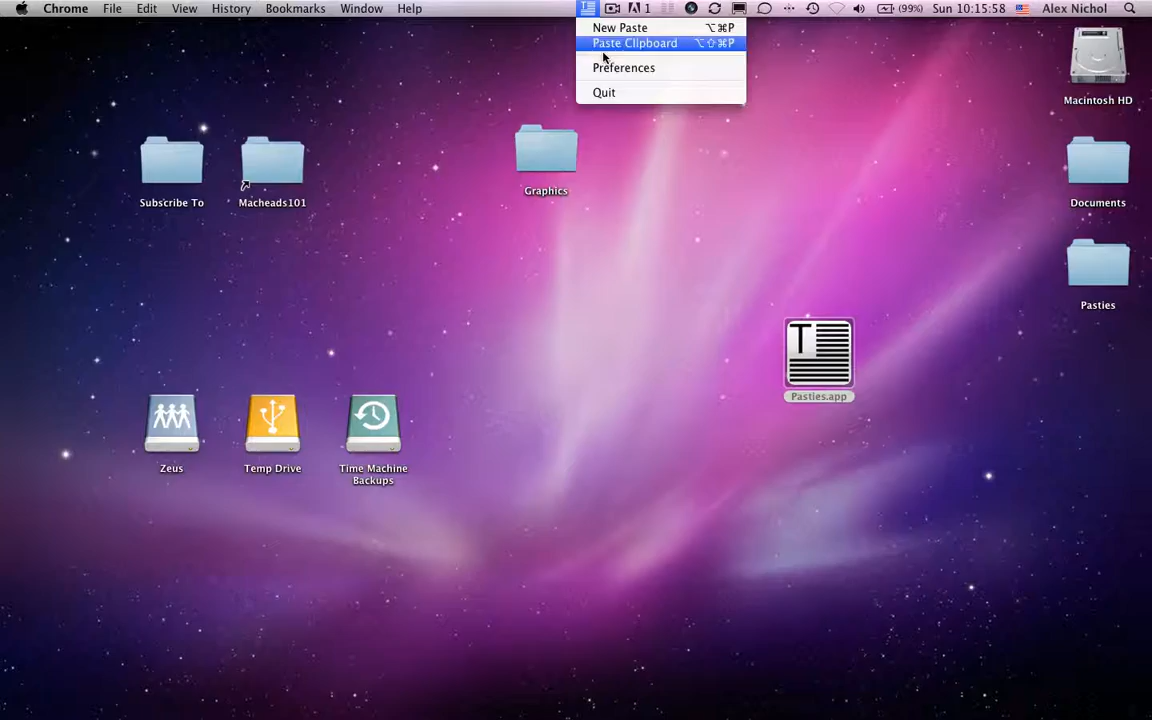 Chrome File Edit View History Bookmarks Window Help 1 (99%) Sun 10:15:58 Alex Nichol
New Paste ⌥⌘P
Paste Clipboard ⌥⇧⌘P
Preferences
Quit
Macintosh HD
Graphics
Subscribe To
Macheads101
Documents
Pasties
T
Pasties.app
Zeus
Temp Drive
Time Machine
Backups